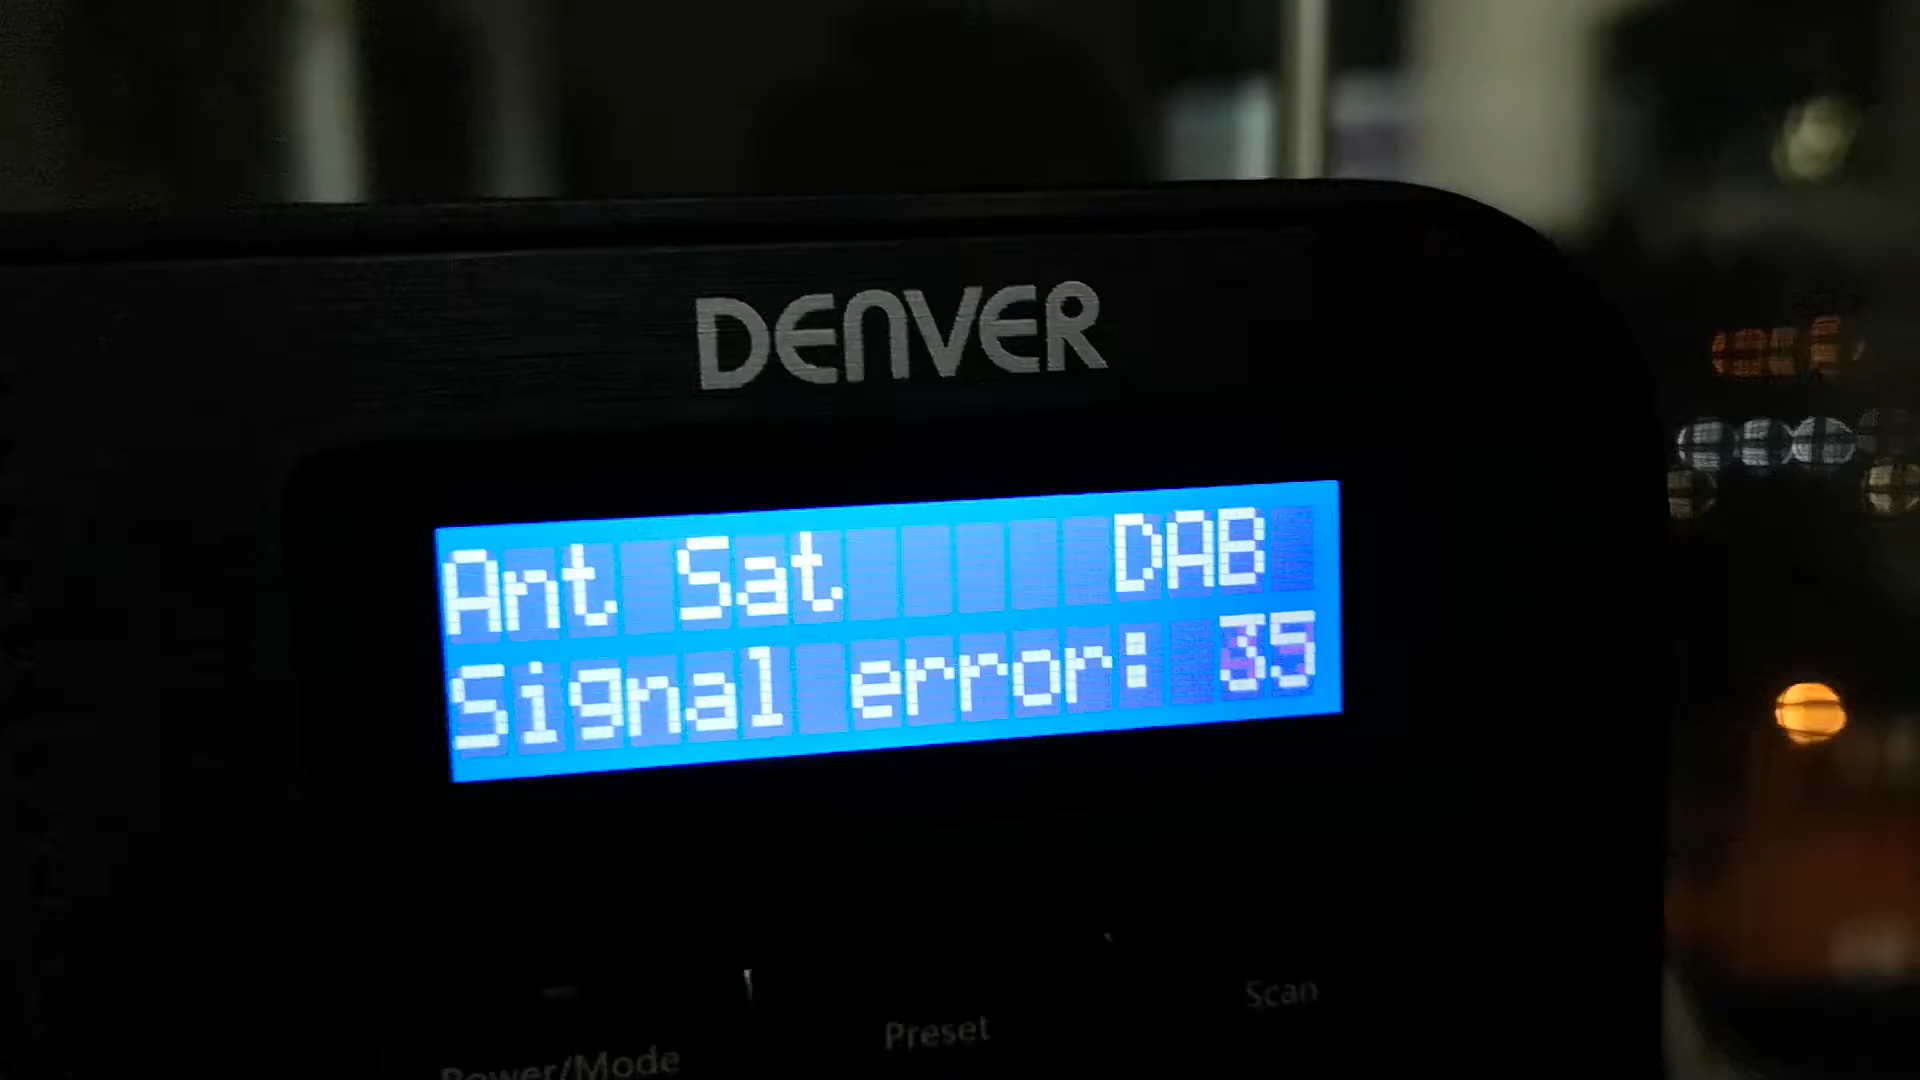 DENVER
Ant Sat DAB
Signal error: 35
Scan
Preset
Power/Mode